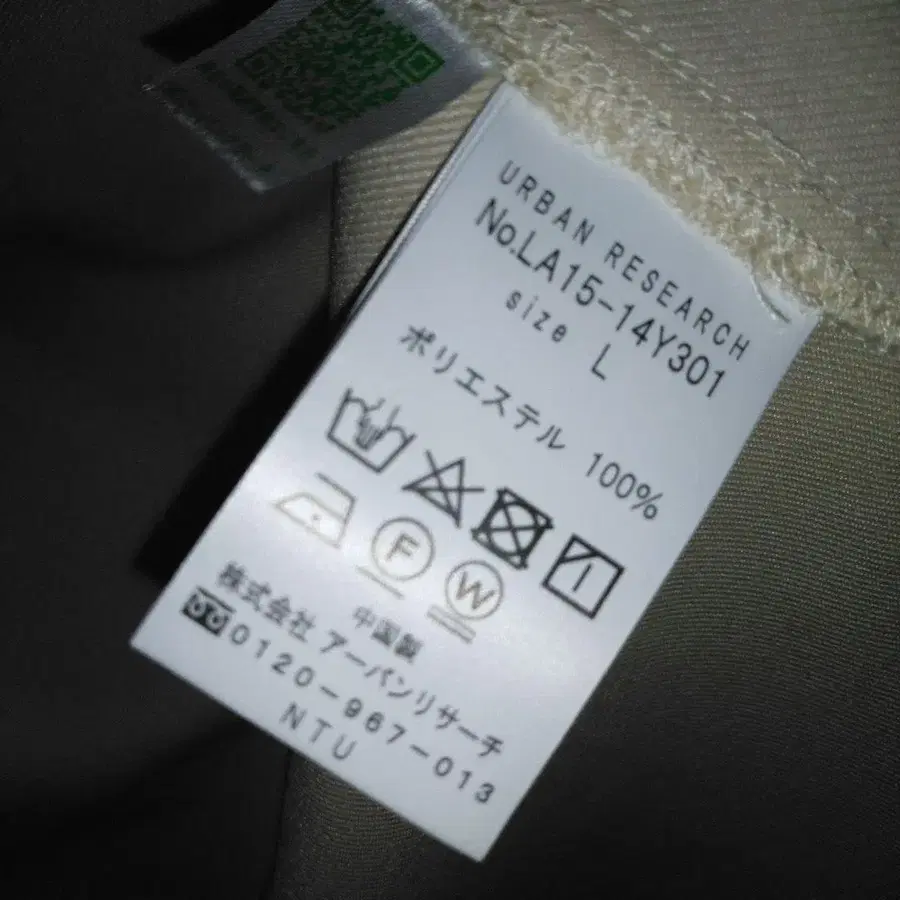 URBAN RESEARCH
No.LA15-14Y301
size L
ポリエステル 100%
F
W
中国製
株式会社 アーバンリサーチ
0120-967-013
NTU